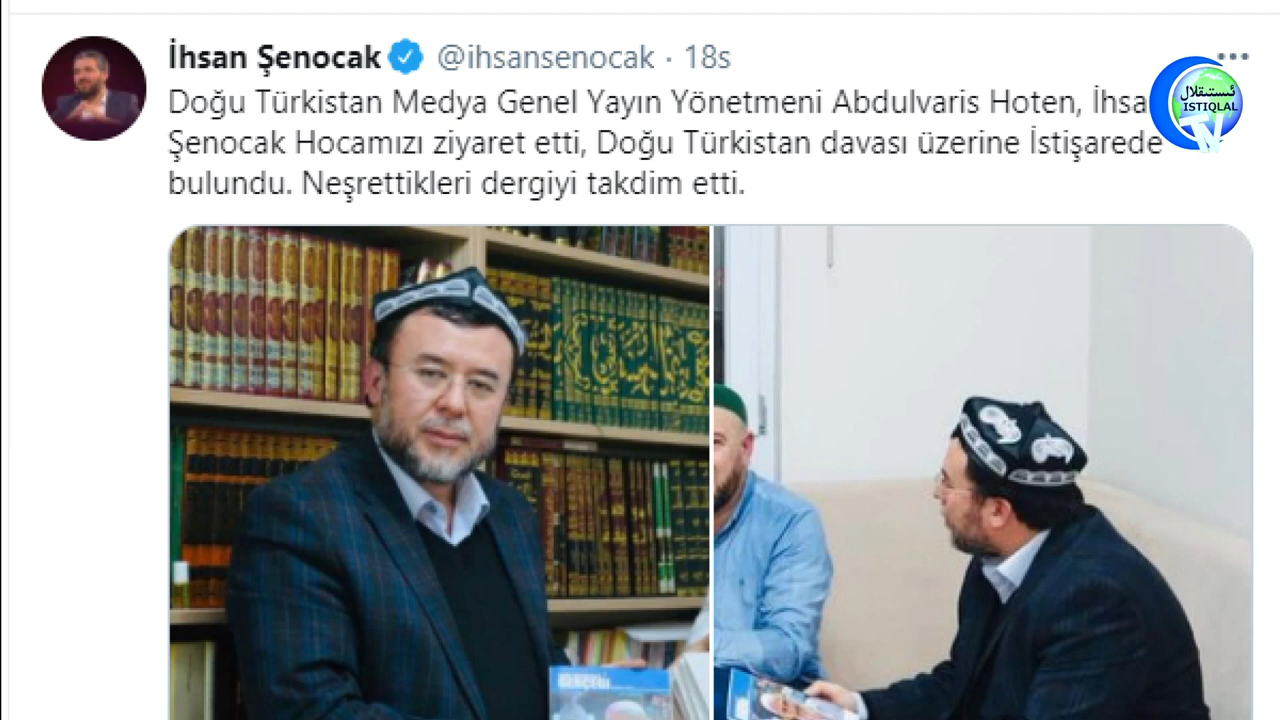 İhsan Şenocak @ihsansenocak · 18s
Doğu Türkistan Medya Genel Yayın Yönetmeni Abdulvaris Hoten, İhsa
Şenocak Hocamızı ziyaret etti, Doğu Türkistan davası üzerine İstişarede
bulundu. Neşrettikleri dergiyi takdim etti.
ئىستىقلال
ISTIQLAL
TV